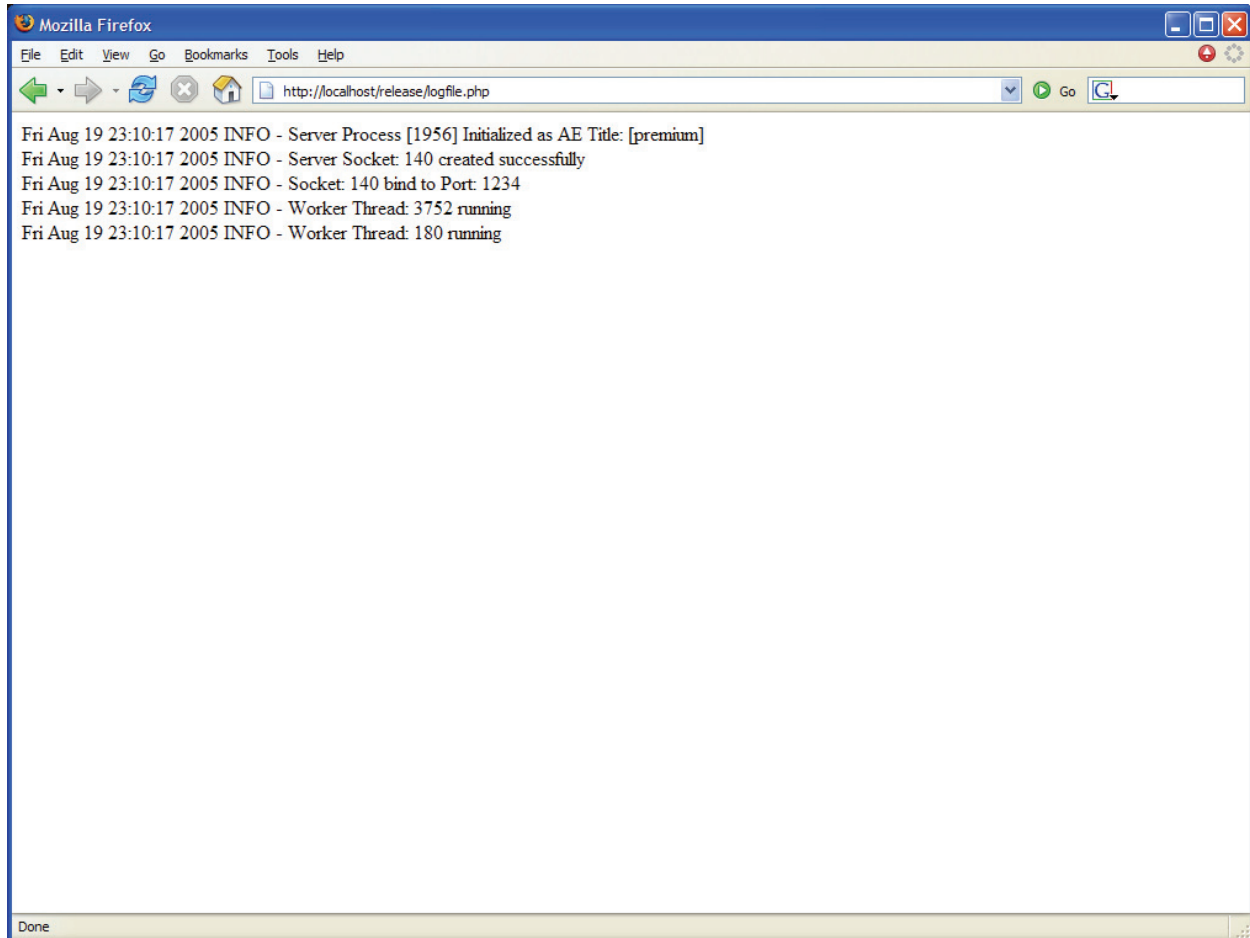 Mozilla Firefox
File Edit View Go Bookmarks Tools Help
http://localhost/release/logfile.php Go G
Fri Aug 19 23:10:17 2005 INFO - Server Process [1956] Initialized as AE Title: [premium]
Fri Aug 19 23:10:17 2005 INFO - Server Socket: 140 created successfully
Fri Aug 19 23:10:17 2005 INFO - Socket: 140 bind to Port: 1234
Fri Aug 19 23:10:17 2005 INFO - Worker Thread: 3752 running
Fri Aug 19 23:10:17 2005 INFO - Worker Thread: 180 running
Done